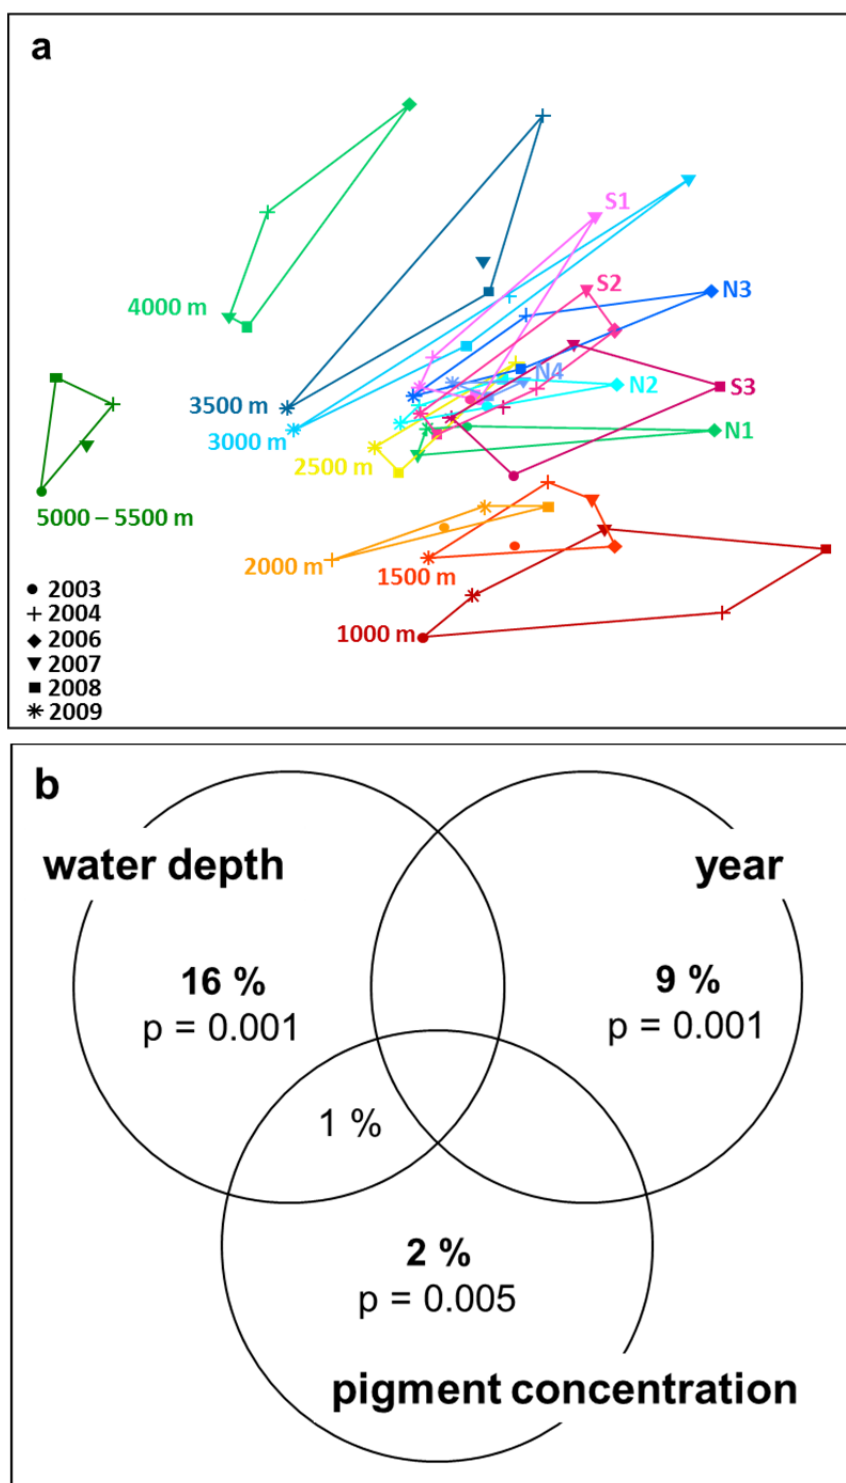 a
S1
S2
N3
4000 m
N4
3500 m
N2
S3
3000 m
N1
2500 m
5000 – 5500 m
2000 m
1500 m
1000 m
2003
2004
2006
2007
2008
2009
b
water depth
year
16 %
p = 0.001
9 %
p = 0.001
1 %
2 %
p = 0.005
pigment concentration